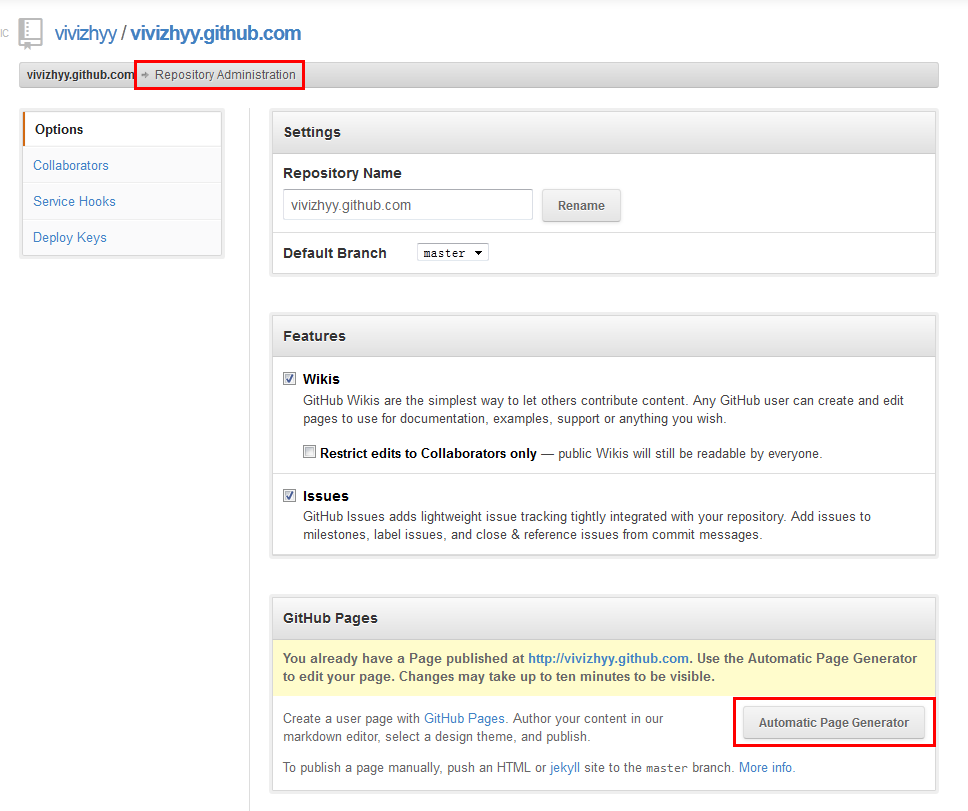 IC
vivizhyy / vivizhyy.github.com
vivizhyy.github.com → Repository Administration
Options
Collaborators
Service Hooks
Deploy Keys
Settings
Repository Name
vivizhyy.github.com Rename
Default Branch master
Features
Wikis
GitHub Wikis are the simplest way to let others contribute content. Any GitHub user can create and edit
pages to use for documentation, examples, support or anything you wish.
Restrict edits to Collaborators only — public Wikis will still be readable by everyone.
Issues
GitHub Issues adds lightweight issue tracking tightly integrated with your repository. Add issues to
milestones, label issues, and close & reference issues from commit messages.
GitHub Pages
You already have a Page published at http://vivizhyy.github.com. Use the Automatic Page Generator
to edit your page. Changes may take up to ten minutes to be visible.
Create a user page with GitHub Pages. Author your content in our
markdown editor, select a design theme, and publish.
Automatic Page Generator
To publish a page manually, push an HTML or jekyll site to the master branch. More info.